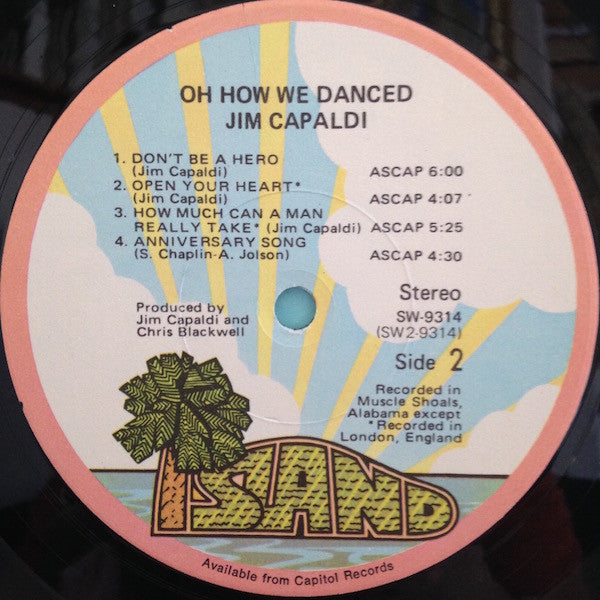 OH HOW WE DANCED
JIM CAPALDI
1. DON'T BE A HERO
(Jim Capaldi) ASCAP 6:00
2. OPEN YOUR HEART*
(Jim Capaldi) ASCAP 4:07
3. HOW MUCH CAN A MAN
REALLY TAKE* (Jim Capaldi) ASCAP 5:25
4. ANNIVERSARY SONG
(S. Chaplin-A. Jolson) ASCAP 4:30
Produced by
Jim Capaldi and
Chris Blackwell
Stereo
SW-9314
(SW2-9314)
Side 2
Recorded in
Muscle Shoals,
Alabama except
*Recorded in
London, England
ISLAND
Available from Capitol Records